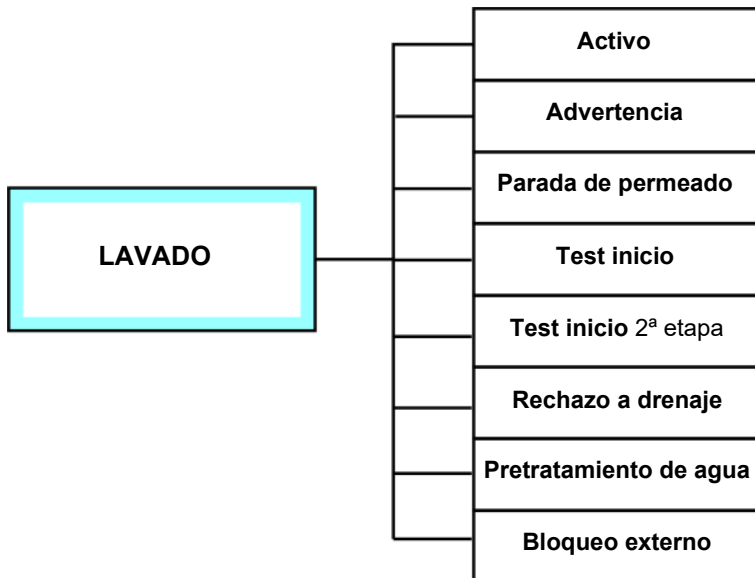 Activo
Advertencia
Parada de permeado
LAVADO
Test inicio
Test inicio 2ª etapa
Rechazo a drenaje
Pretratamiento de agua
Bloqueo externo